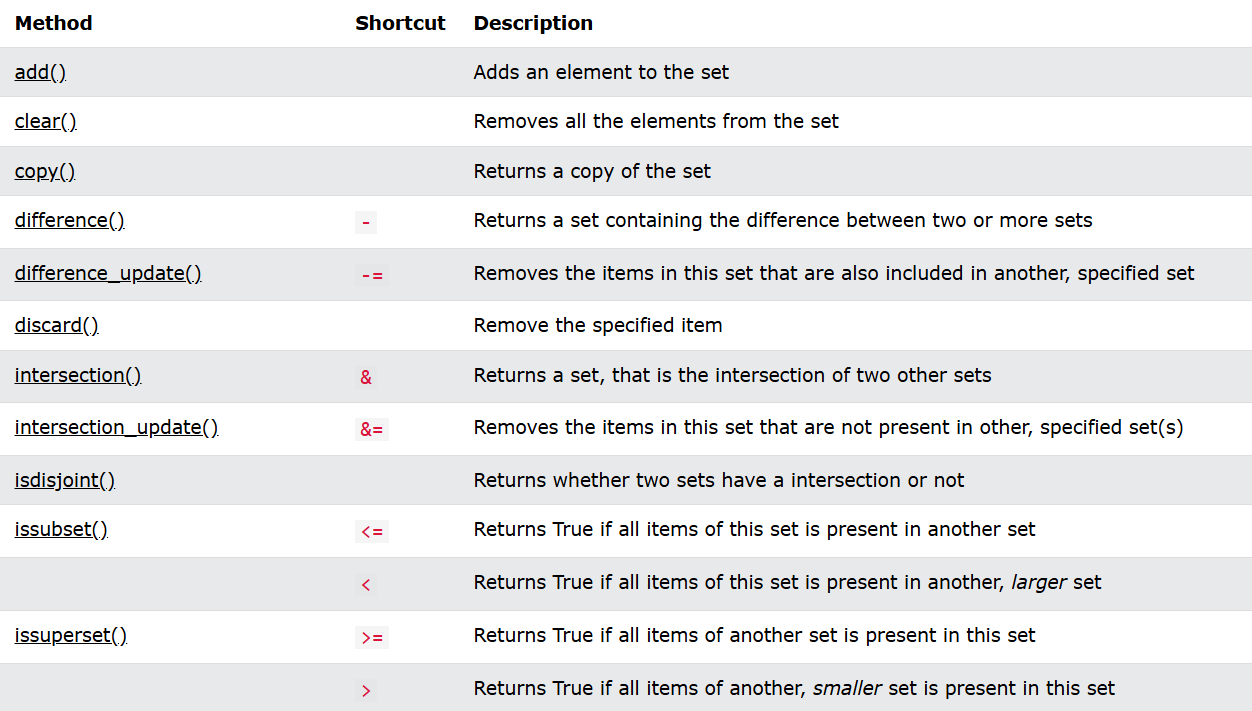 Method Shortcut Description
add() Adds an element to the set
clear() Removes all the elements from the set
copy() Returns a copy of the set
difference() - Returns a set containing the difference between two or more sets
difference_update() -= Removes the items in this set that are also included in another, specified set
discard() Remove the specified item
intersection() & Returns a set, that is the intersection of two other sets
intersection_update() &= Removes the items in this set that are not present in other, specified set(s)
isdisjoint() Returns whether two sets have a intersection or not
issubset() <= Returns True if all items of this set is present in another set
< Returns True if all items of this set is present in another, larger set
issuperset() >= Returns True if all items of another set is present in this set
> Returns True if all items of another, smaller set is present in this set